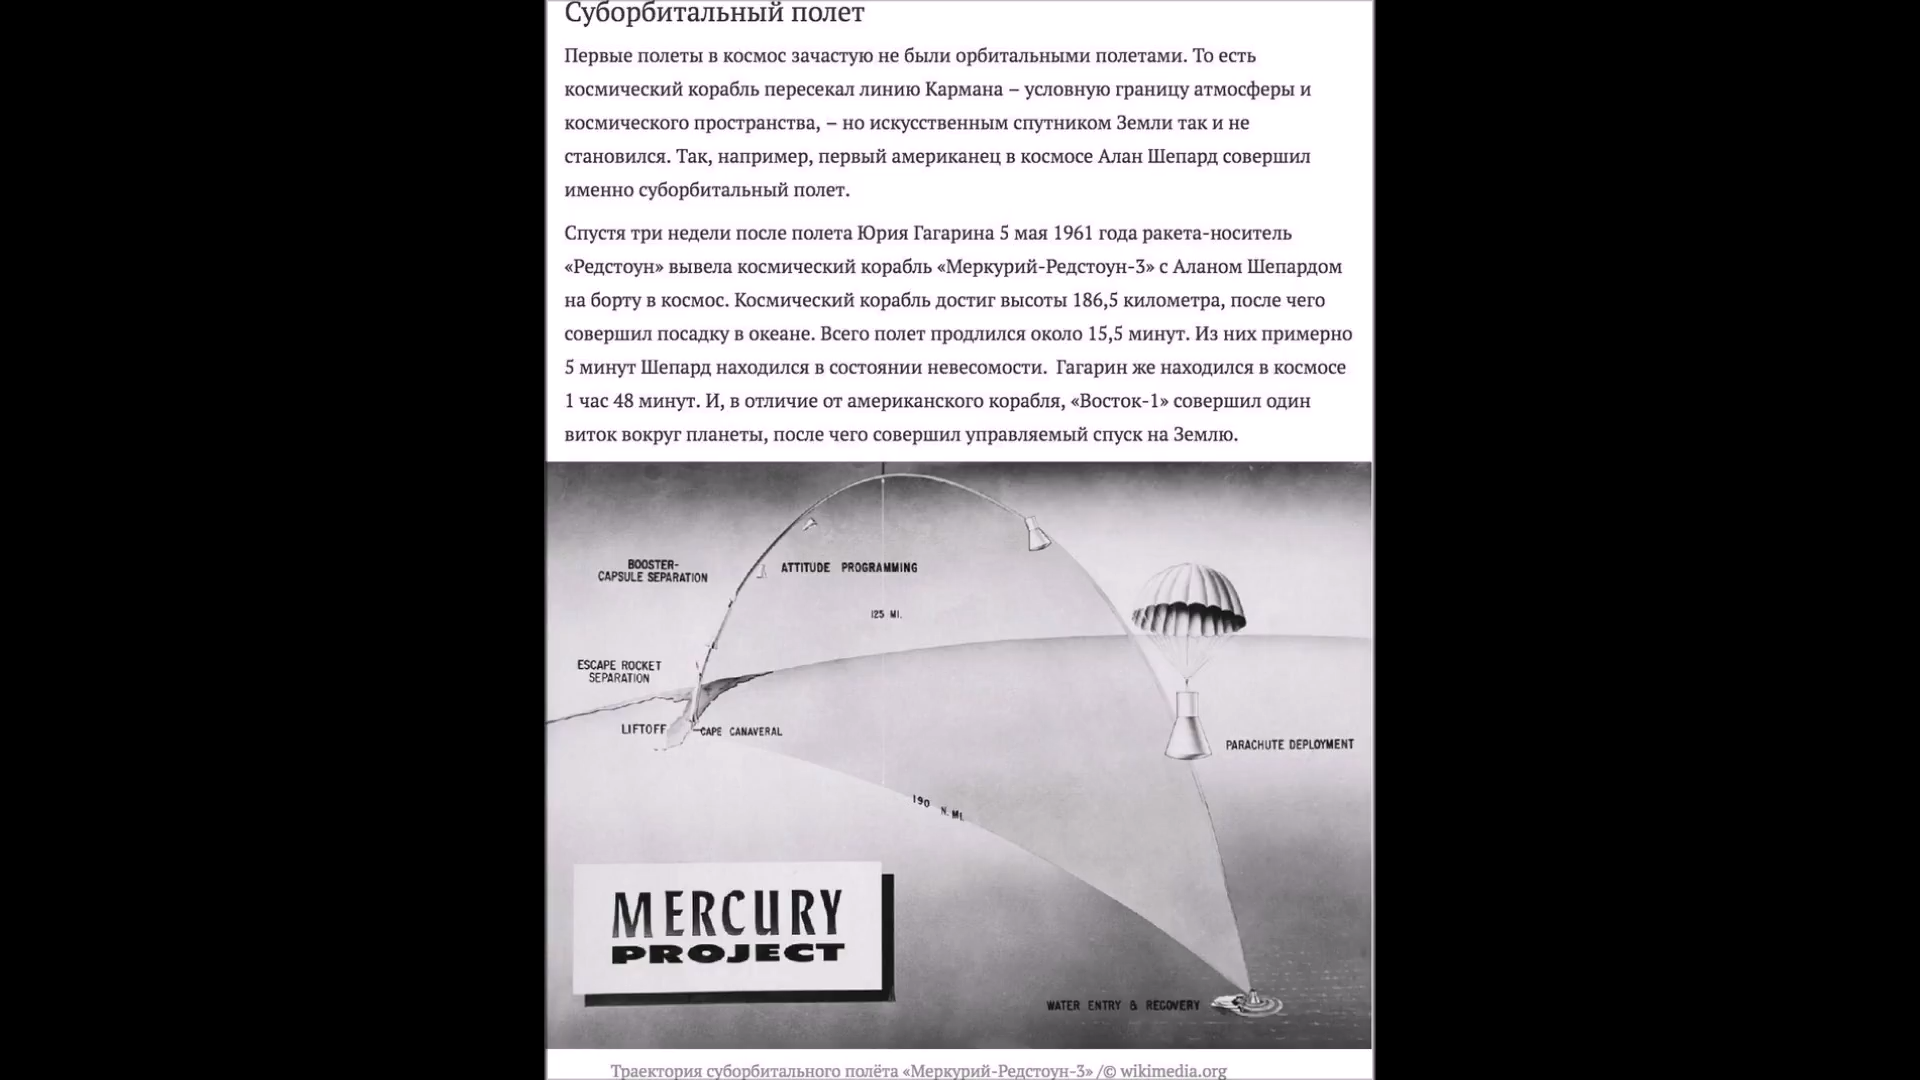 Суборбитальный полет
Первые полеты в космос зачастую не были орбитальными полетами. То есть
космический корабль пересекал линию Кармана – условную границу атмосферы и
космического пространства, – но искусственным спутником Земли так и не
становился. Так, например, первый американец в космосе Алан Шепард совершил
именно суборбитальный полет.
Спустя три недели после полета Юрия Гагарина 5 мая 1961 года ракета-носитель
«Редстоун» вывела космический корабль «Меркурий-Редстоун-3» с Аланом Шепардом
на борту в космос. Космический корабль достиг высоты 186,5 километра, после чего
совершил посадку в океане. Всего полет продлился около 15,5 минут. Из них примерно
5 минут Шепард находился в состоянии невесомости. Гагарин же находился в космосе
1 час 48 минут. И, в отличие от американского корабля, «Восток-1» совершил один
виток вокруг планеты, после чего совершил управляемый спуск на Землю.
BOOSTER-
CAPSULE SEPARATION
ATTITUDE PROGRAMMING
125 MI.
ESCAPE ROCKET
SEPARATION
LIFTOFF
CAPE CANAVERAL
PARACHUTE DEPLOYMENT
190 N. MI.
MERCURY
PROJECT
WATER ENTRY & RECOVERY
Траектория суборбитального полёта «Меркурий-Редстоун-3» /© wikimedia.org